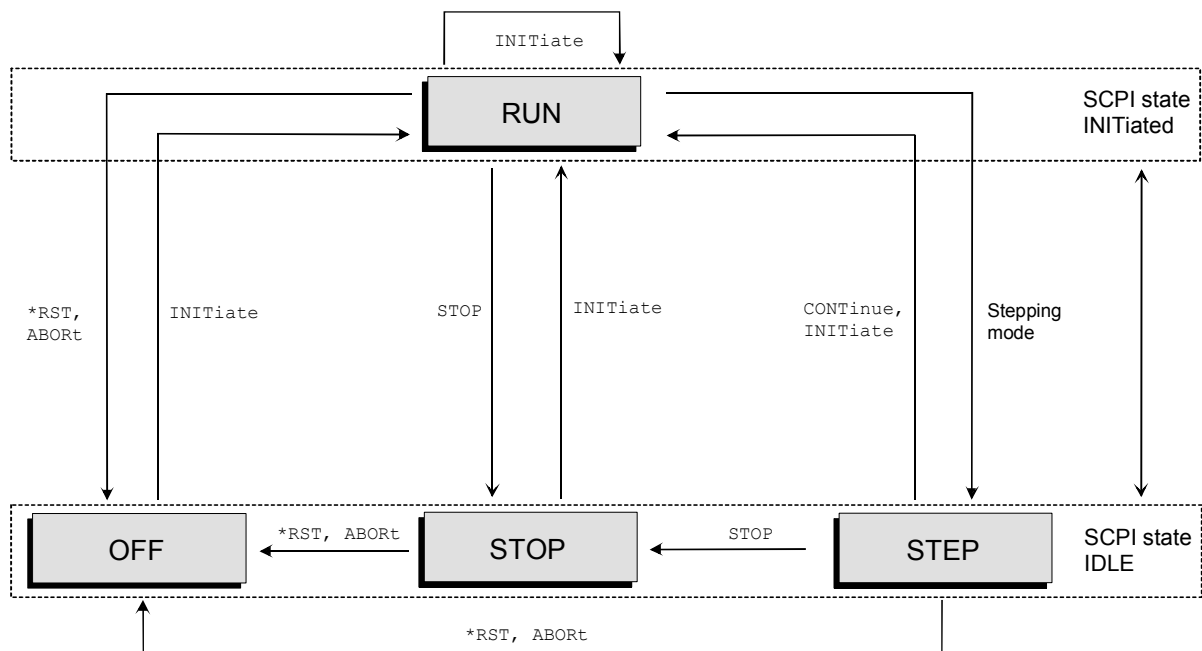 INITiate
RUN
SCPI state
INITiated
*RST,
ABORt
INITiate
STOP
INITiate
CONTinue,
INITiate
Stepping
mode
OFF
*RST, ABORt
STOP
STOP
STEP
SCPI state
IDLE
*RST, ABORt